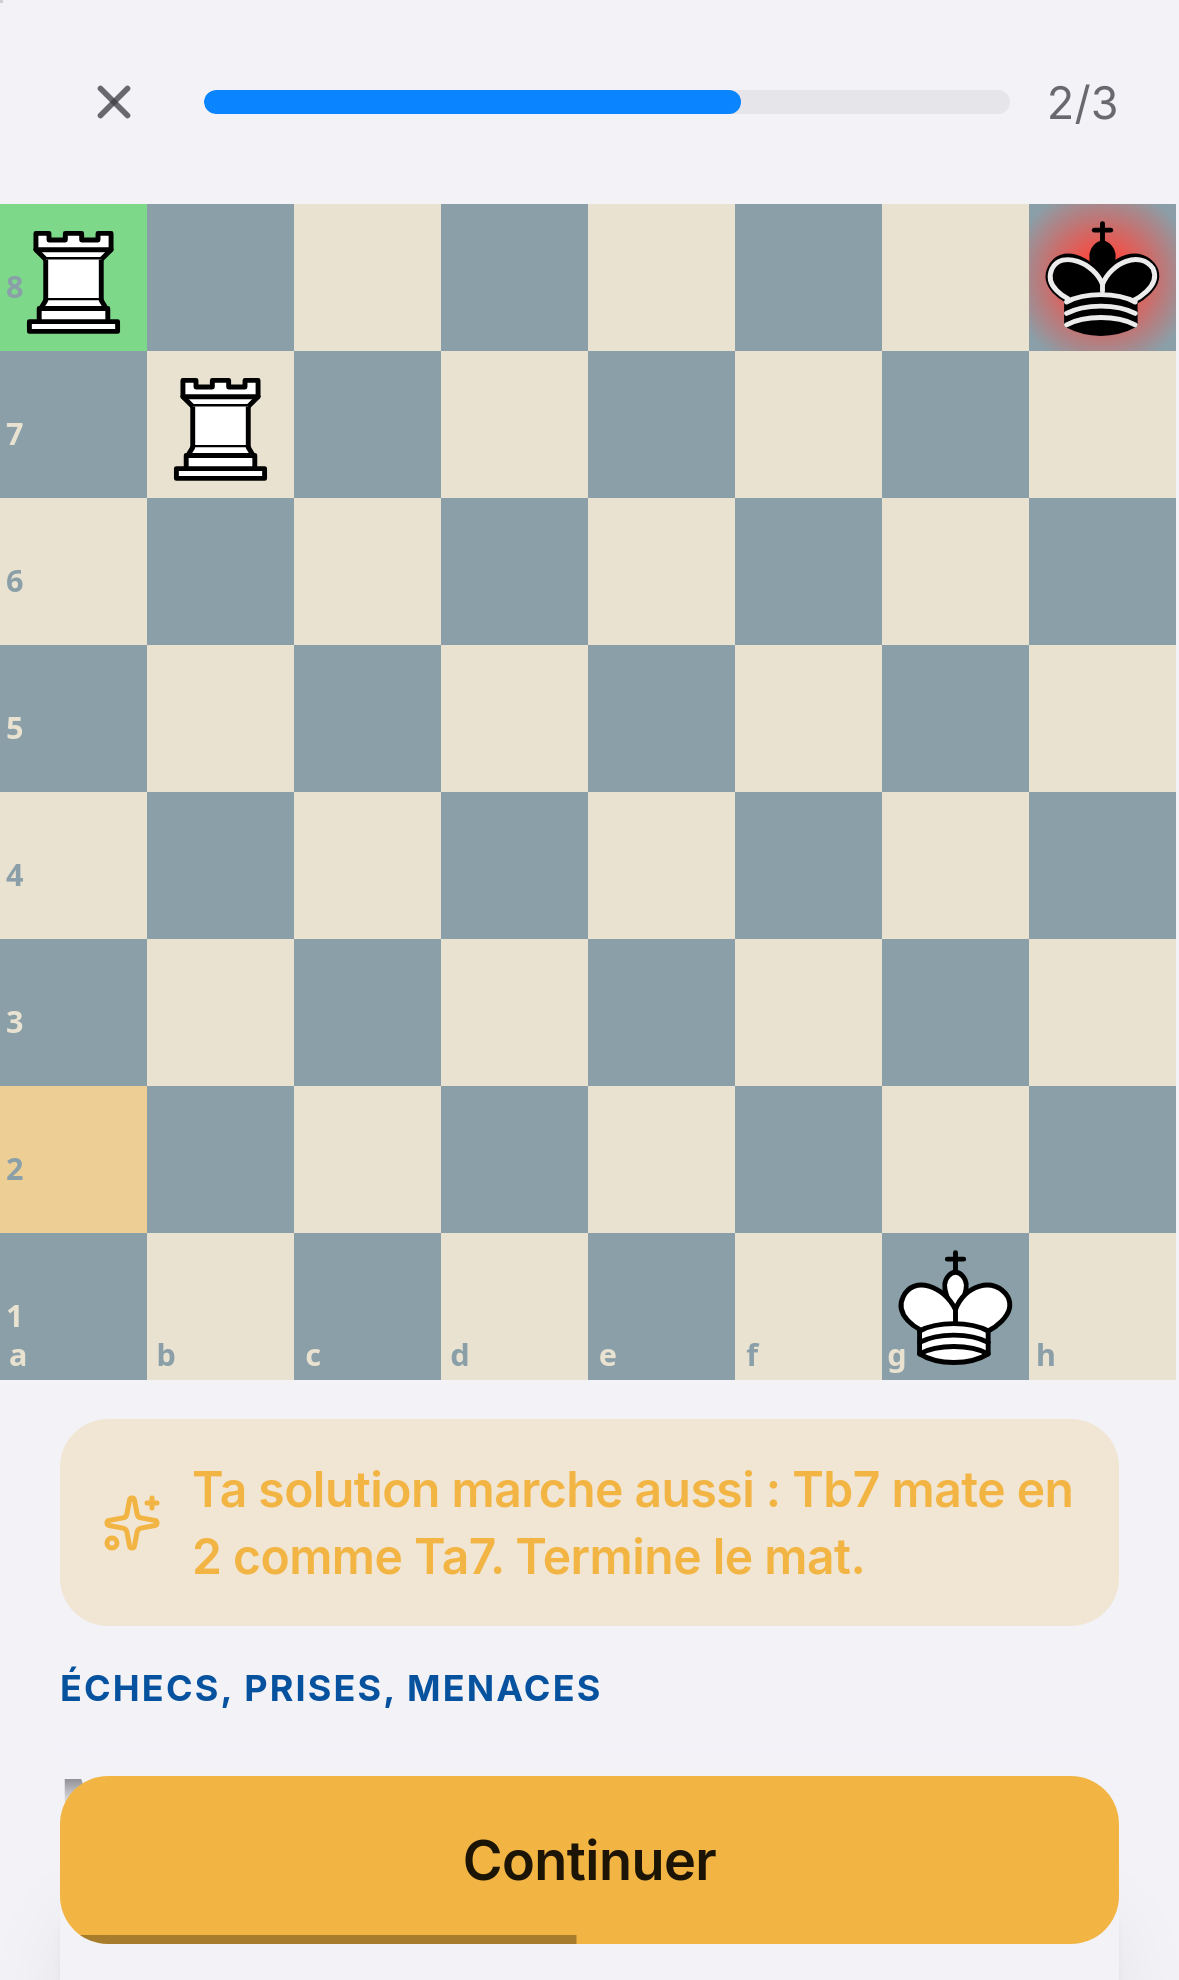 2/3
8
7
6
5
4
3
2
1
a b c d e f g h
Ta solution marche aussi : Tb7 mate en
2 comme Ta7. Termine le mat.
ÉCHECS, PRISES, MENACES
Continuer